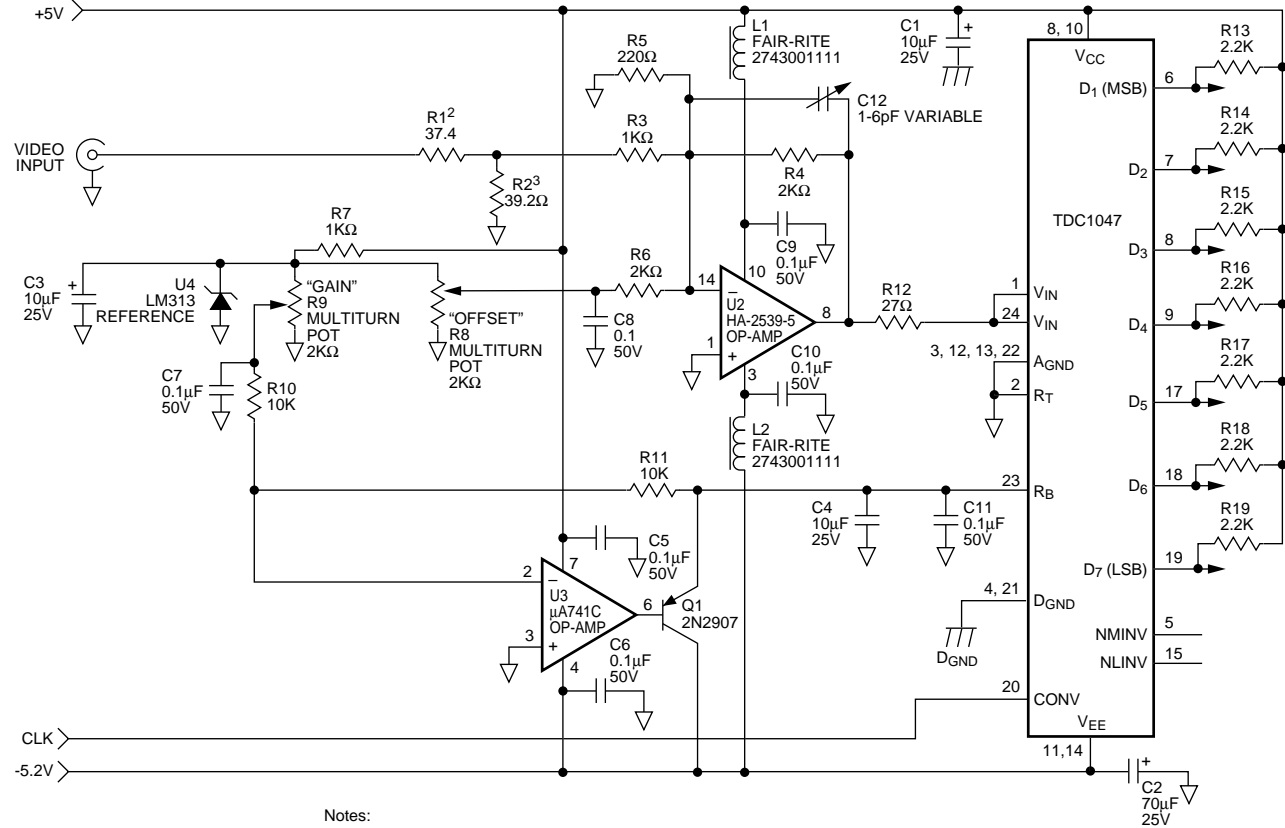 +5V
L1
FAIR-RITE
2743001111
C1
10µF
25V
+
8, 10
VCC
R13
2.2K
R5
220Ω
6
D1 (MSB)
C12
1-6pF VARIABLE
R1²
37.4
R3
1KΩ
R14
2.2K
VIDEO
INPUT
R4
2KΩ
7
D2
R2³
39.2Ω
TDC1047
R15
2.2K
R7
1KΩ
C9
0.1µF
50V
8
D3
R6
2KΩ
C3
10µF
25V
+
U4
LM313
REFERENCE
"GAIN"
R9
MULTITURN
POT
2KΩ
"OFFSET"
R8
MULTITURN
POT
2KΩ
14
10
–
U2
HA-2539-5
OP-AMP
+
1
8
3
R12
27Ω
1
VIN
24
VIN
R16
2.2K
9
D4
C8
0.1
50V
C10
0.1µF
50V
3, 12, 13, 22
AGND
2
RT
R17
2.2K
17
D5
C7
0.1µF
50V
R10
10K
L2
FAIR-RITE
2743001111
R18
2.2K
R11
10K
23
RB
18
D6
C4
10µF
25V
C11
0.1µF
50V
R19
2.2K
C5
0.1µF
50V
19
D7 (LSB)
2
7
–
U3
µA741C
OP-AMP
+
3
4
6
Q1
2N2907
4, 21
DGND
DGND
5
NMINV
15
NLINV
C6
0.1µF
50V
20
CONV
VEE
11,14
CLK
-5.2V
+
C2
70µF
25V
Notes: